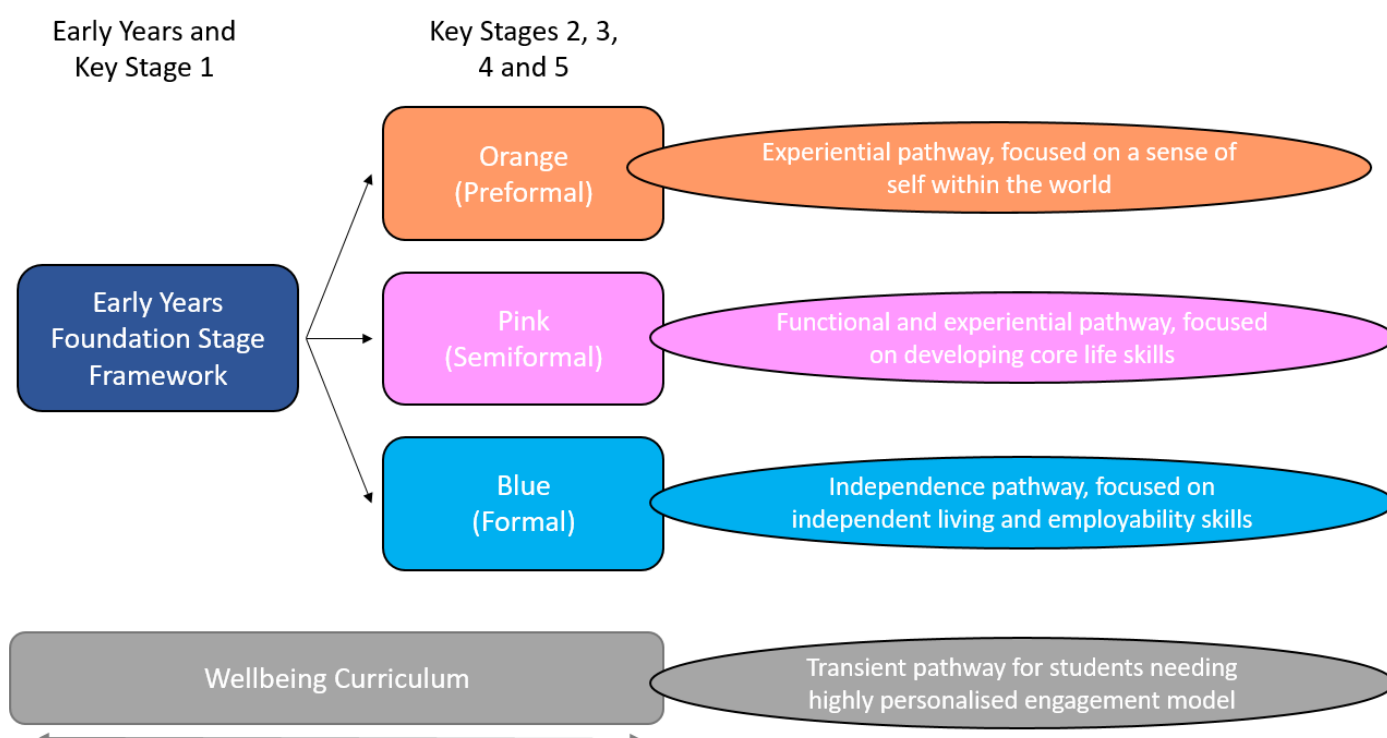 Early Years and
Key Stage 1
Key Stages 2, 3,
4 and 5
Orange
(Preformal)
Experiential pathway, focused on a sense of
self within the world
Early Years
Foundation Stage
Framework
Pink
(Semiformal)
Functional and experiential pathway, focused
on developing core life skills
Blue
(Formal)
Independence pathway, focused on
independent living and employability skills
Wellbeing Curriculum
Transient pathway for students needing
highly personalised engagement model